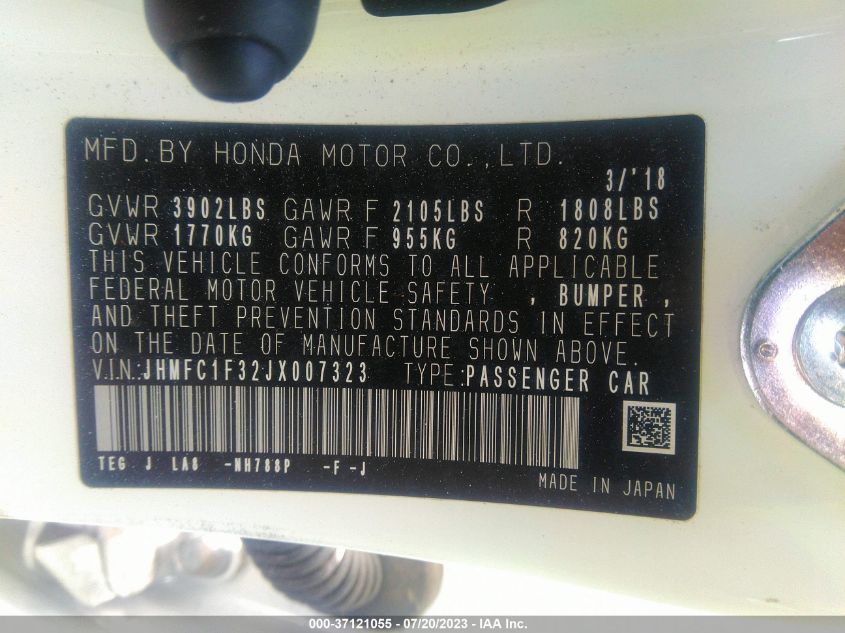 MFD. BY HONDA MOTOR CO., LTD.
3/'18
GVWR 3902LBS GAWR F 2105LBS R 1808LBS
GVWR 1770KG GAWR F 955KG R 820KG
THIS VEHICLE CONFORMS TO ALL APPLICABLE
FEDERAL MOTOR VEHICLE SAFETY , BUMPER ,
AND THEFT PREVENTION STANDARDS IN EFFECT
ON THE DATE OF MANUFACTURE SHOWN ABOVE.
V.I.N.:JHMFC1F32JX007323 TYPE:PASSENGER CAR
TEG J LA8 -NH788P -F -J
MADE IN JAPAN
000-37121055 - 07/20/2023 - IAA Inc.